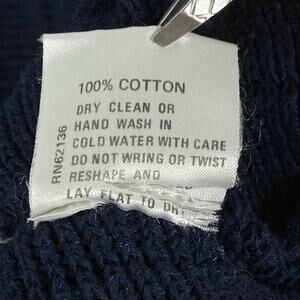 100% COTTON
DRY CLEAN OR
HAND WASH IN
COLD WATER WITH CARE
DO NOT WRING OR TWIST
RESHAPE AND
LAY FLAT TO DRY
RN62136